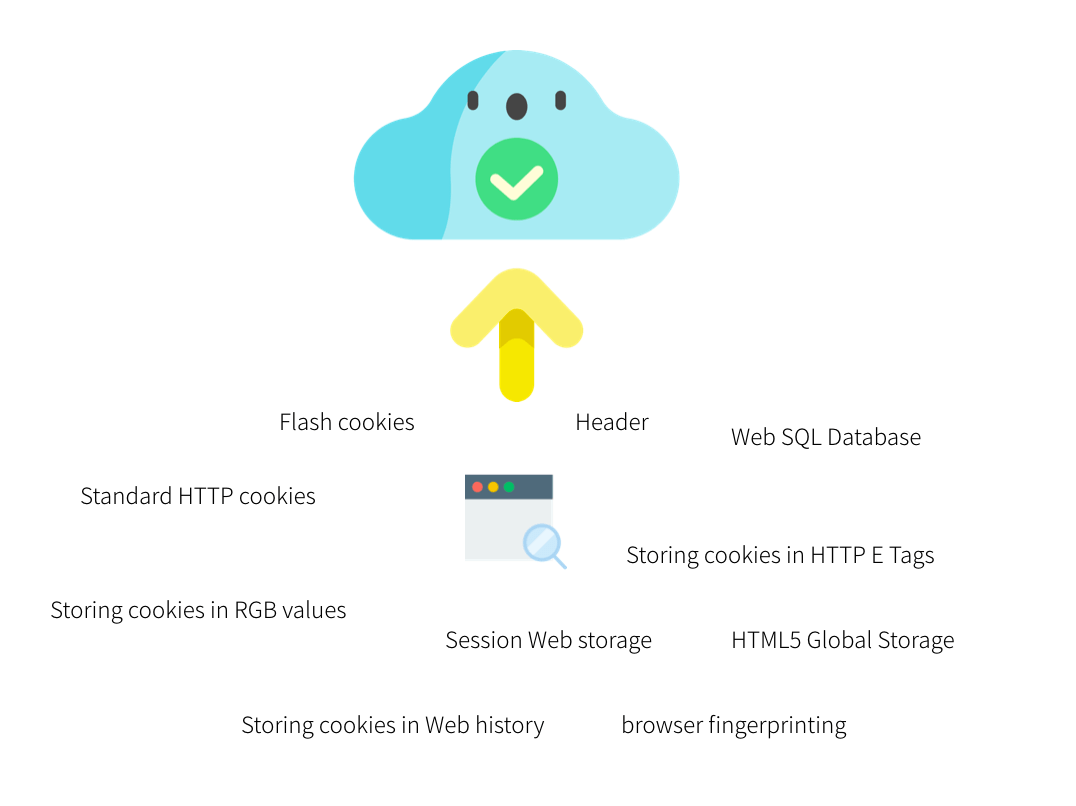 Flash cookies
Header
Web SQL Database
Standard HTTP cookies
Storing cookies in HTTP E Tags
Storing cookies in RGB values
Session Web storage
HTML5 Global Storage
Storing cookies in Web history
browser fingerprinting